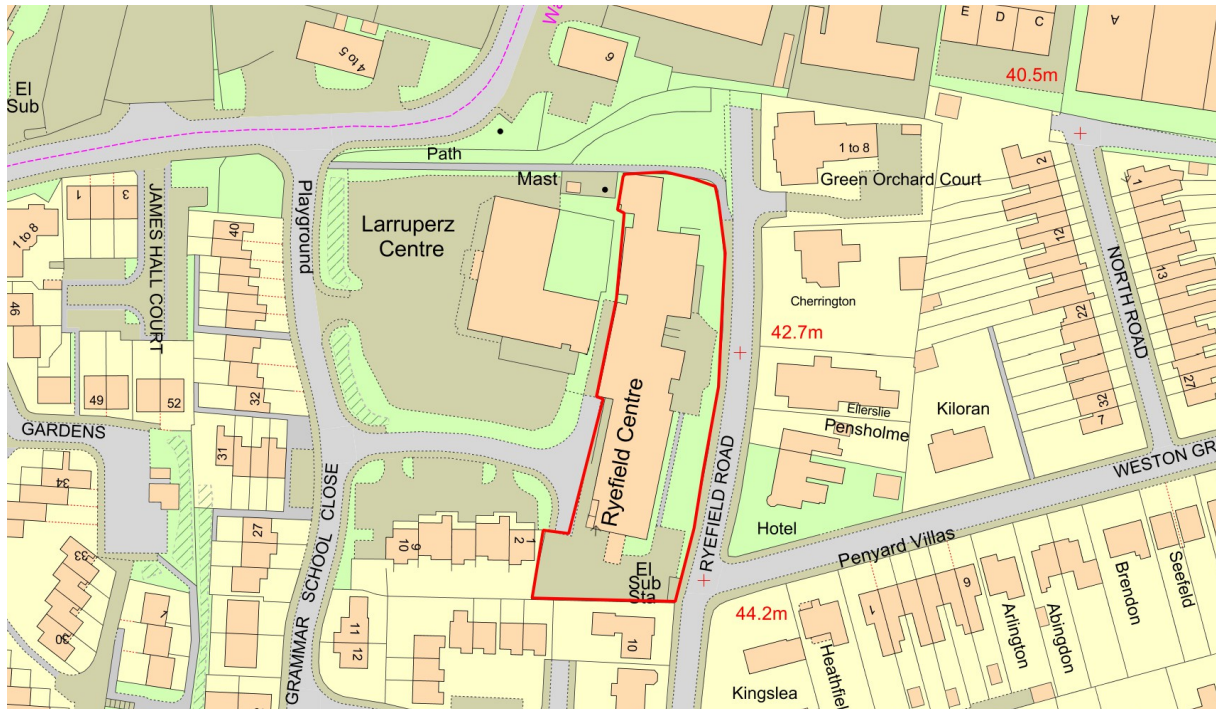 Wa
E
D
C
A
4 to 5
6
El
Sub
40.5m
Path
Mast
1 to 8
Green Orchard Court
2
1
1
3
JAMES HALL COURT
Playground
40
1 to 8
Larruperz
Centre
12
13
NORTH ROAD
46
Cherrington
42.7m
22
27
32
7
49
52
32
Ryefield Centre
Ellerslie
Pensholme
Kiloran
GARDENS
31
WESTON GR
34
GRAMMAR SCHOOL CLOSE
RYEFIELD ROAD
Hotel
27
10
9
2
1
Penyard Villas
33
El
Sub
Sta
Seefeld
Brendon
Abingdon
Arlington
9
1
30
7
11
12
10
44.2m
Heathfiel
Kingslea